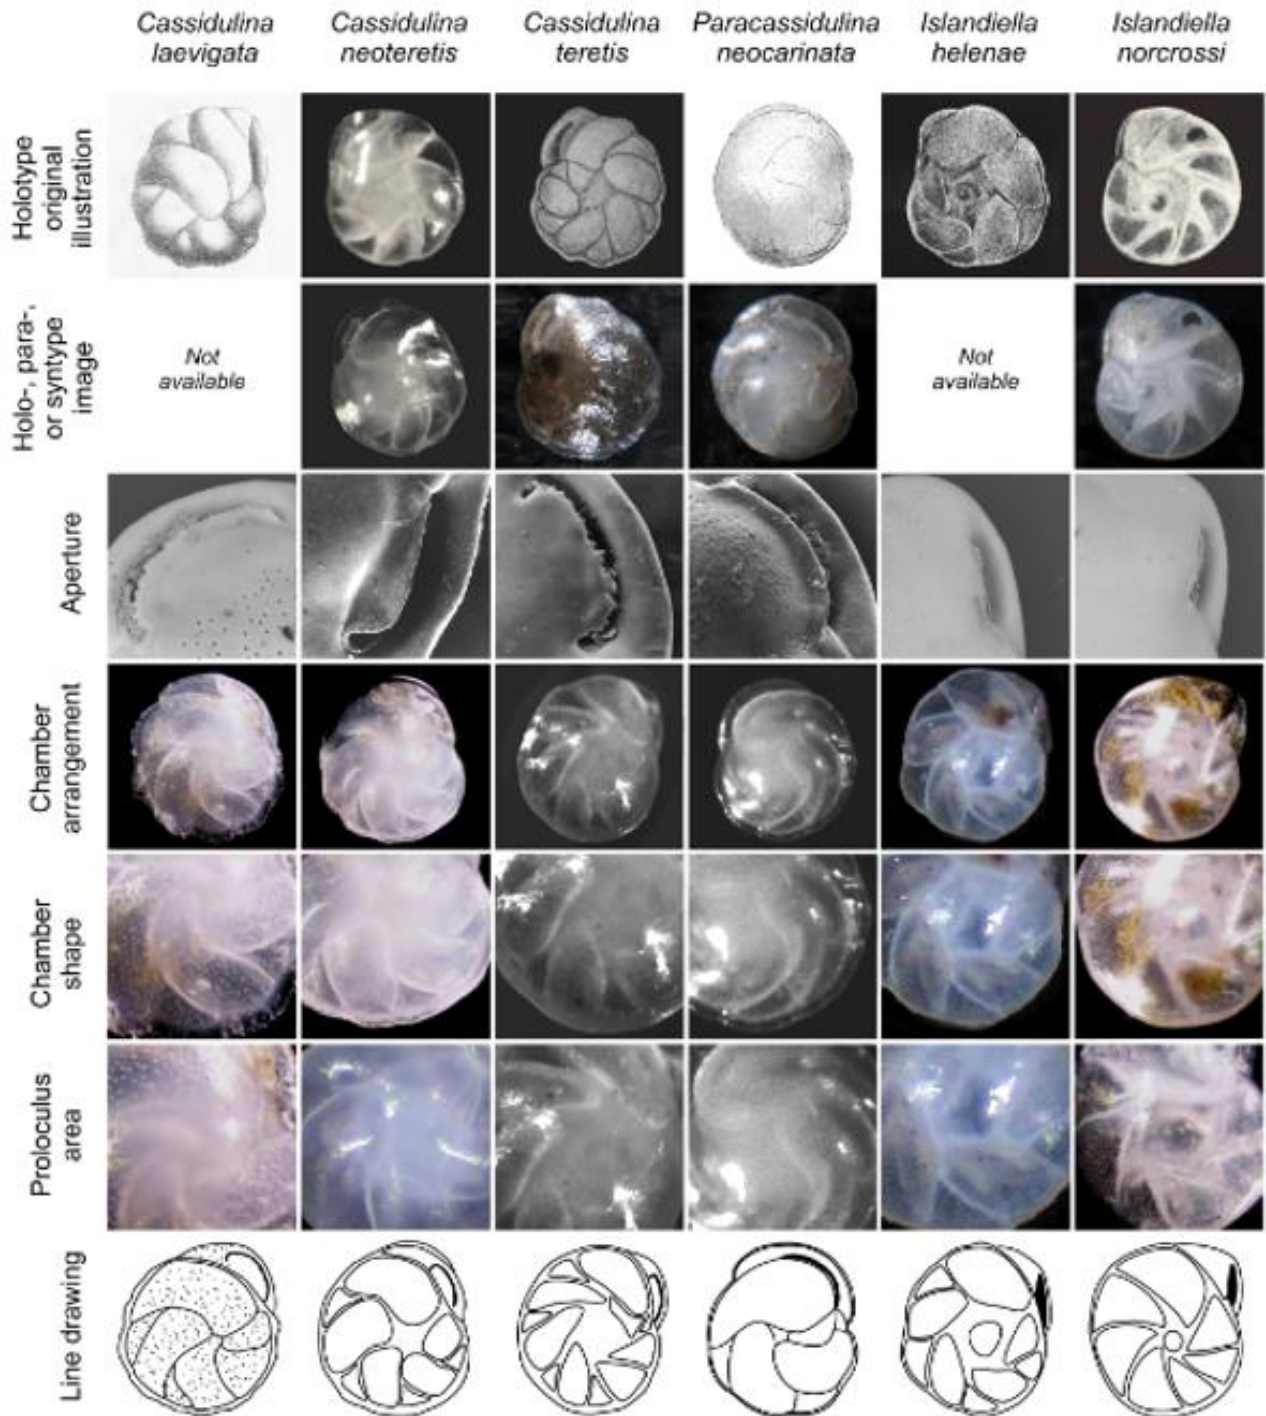 Cassidulina laevigata
Cassidulina neoteretis
Cassidulina teretis
Paracassidulina neocarinata
Islandiella helenae
Islandiella norcrossi
Holotype original illustration
Holo-, para-, or syntype image
Not available
Not available
Aperture
Chamber arrangement
Chamber shape
Proloculus area
Line drawing